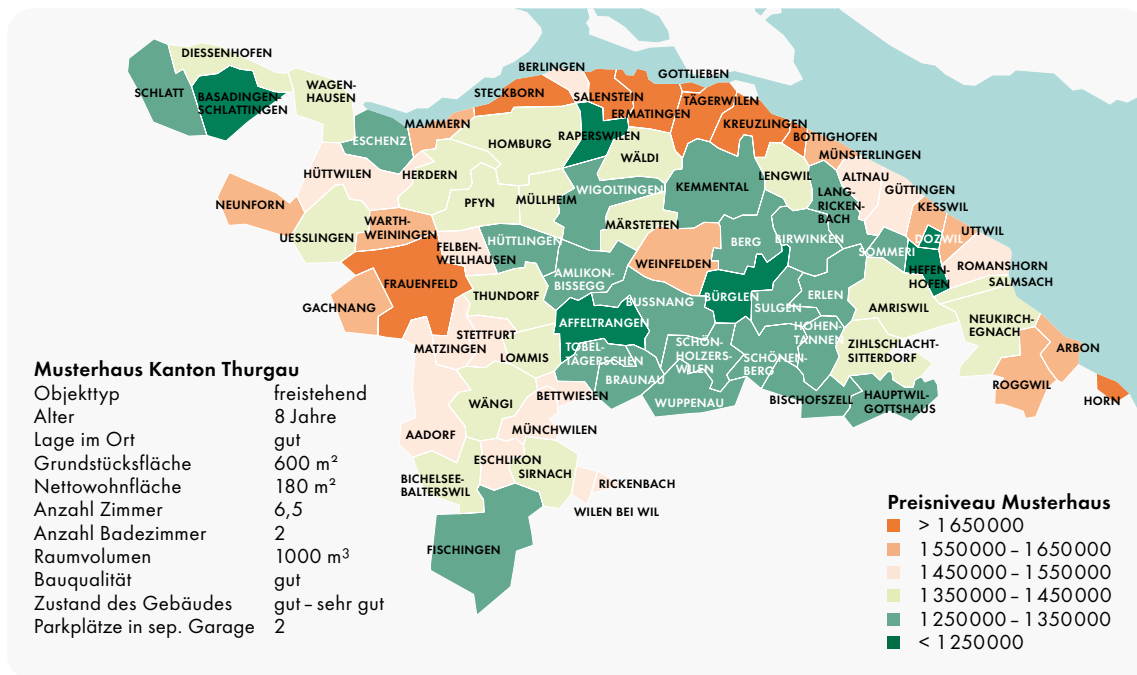 DIESSENHOFEN
BERLINGEN
GOTTLIEBEN
SCHLATT
BASADINGEN-
SCHLATTINGEN
WAGEN-
HAUSEN
STECKBORN
SALENSTEIN
TÄGERWILEN
ERMATINGEN
MAMMERN
KREUZLINGEN
ESCHENZ
RAPERSWILEN
BOTTIGHOFEN
HOMBURG
MÜNSTERLINGEN
WÄLDI
HÜTTWILEN
HERDERN
LENGWIL
ALTNAU
WIGOLTINGEN
KEMMENTAL
LANG-
RICKEN-
BACH
GÜTTINGEN
NEUNFORN
PFYN
MÜLLHEIM
KESSWIL
WARTH-
WEININGEN
MÄRSTETTEN
UTTWIL
UESSLINGEN
FELBEN-
WELLHAUSEN
HÜTTLINGEN
BERG
BIRWINKEN
DOZWIL
SOMMERI
WEINFELDEN
HEFEN-
HOFEN
ROMANSHORN
AMLIKON-
BISSEGG
FRAUENFELD
SALMSACH
THUNDORF
BÜRGLEN
ERLEN
GACHNANG
BUSSNANG
SULGEN
AMRISWIL
NEUKIRCH-
EGNACH
AFFELTRANGEN
HOHEN-
TANNEN
STETTFURT
MATZINGEN
SCHÖN-
HOLZERS-
WILEN
ZIHLSCHLACHT-
SITTERDORF
ARBON
LOMMIS
TOBEL-
TÄGERSCHEN
SCHÖNEN-
BERG
BRAUNAU
ROGGWIL
BETTWIESEN
WÄNGI
WUPPENAU
BISCHOFSZELL
HAUPTWIL-
GOTTSHAUS
HORN
AADORF
MÜNCHWILEN
ESCHLIKON
SIRNACH
BICHELSEE-
BALTERSWIL
RICKENBACH
WILEN BEI WIL
FISCHINGEN
Musterhaus Kanton Thurgau
Objekttyp freistehend
Alter 8 Jahre
Lage im Ort gut
Grundstücksfläche 600 m²
Nettowohnfläche 180 m²
Anzahl Zimmer 6,5
Anzahl Badezimmer 2
Raumvolumen 1000 m³
Bauqualität gut
Zustand des Gebäudes gut – sehr gut
Parkplätze in sep. Garage 2
Preisniveau Musterhaus
> 1 650 000
1 550 000 – 1 650 000
1 450 000 – 1 550 000
1 350 000 – 1 450 000
1 250 000 – 1 350 000
< 1 250 000